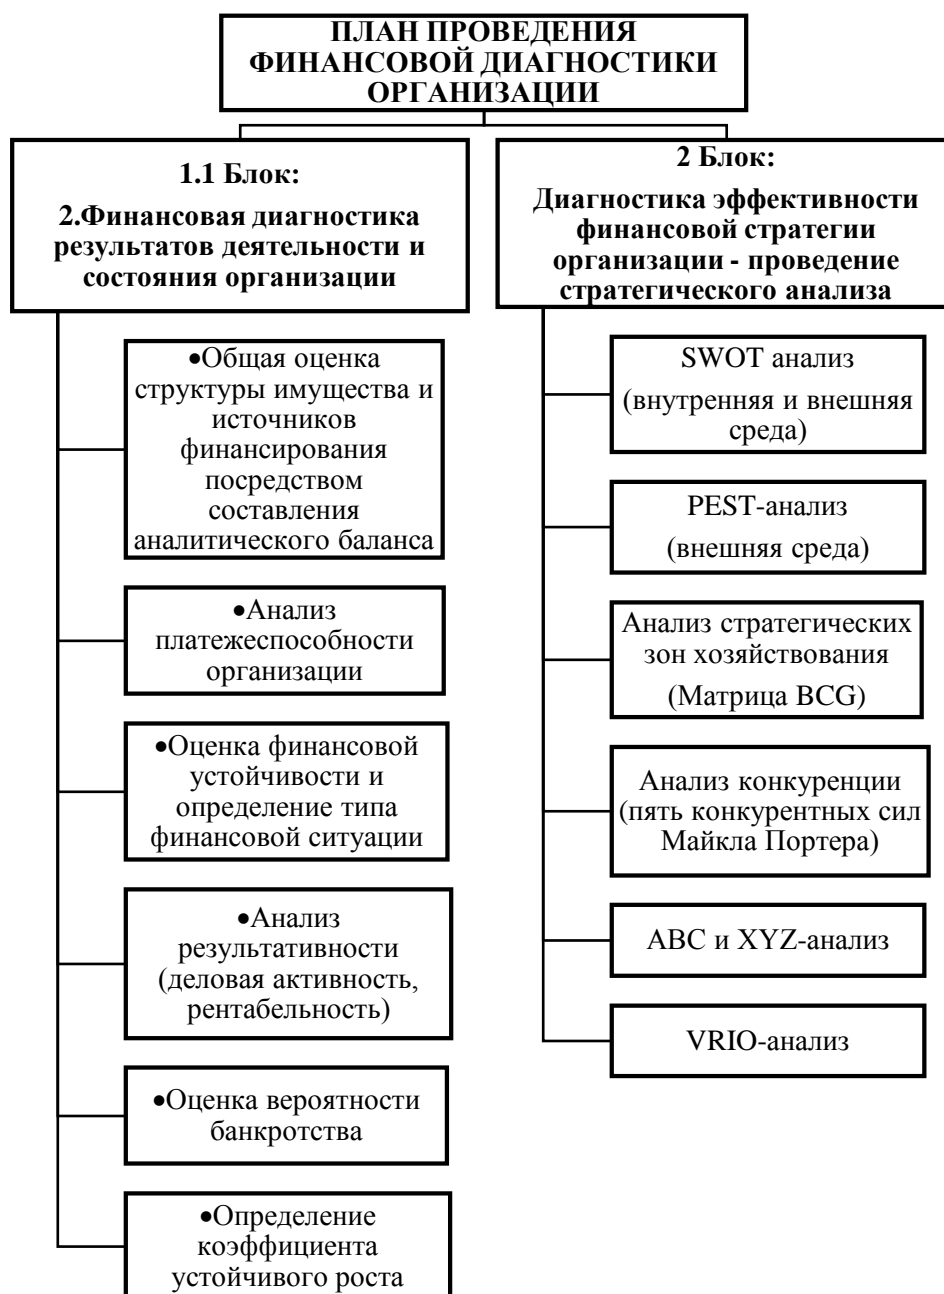 ПЛАН ПРОВЕДЕНИЯ
ФИНАНСОВОЙ ДИАГНОСТИКИ
ОРГАНИЗАЦИИ
1.1 Блок:
2.Финансовая диагностика
результатов деятельности и
состояния организации
•Общая оценка
структуры имущества и
источников
финансирования
посредством
составления
аналитического баланса
•Анализ
платежеспособности
организации
•Оценка финансовой
устойчивости и
определение типа
финансовой ситуации
•Анализ
результативности
(деловая активность,
рентабельность)
•Оценка вероятности
банкротства
•Определение
коэффициента
устойчивого роста
2 Блок:
Диагностика эффективности
финансовой стратегии
организации - проведение
стратегического анализа
SWOT анализ
(внутренняя и внешняя
среда)
PEST-анализ
(внешняя среда)
Анализ стратегических
зон хозяйствования
(Матрица BCG)
Анализ конкуренции
(пять конкурентных сил
Майкла Портера)
ABC и XYZ-анализ
VRIO-анализ